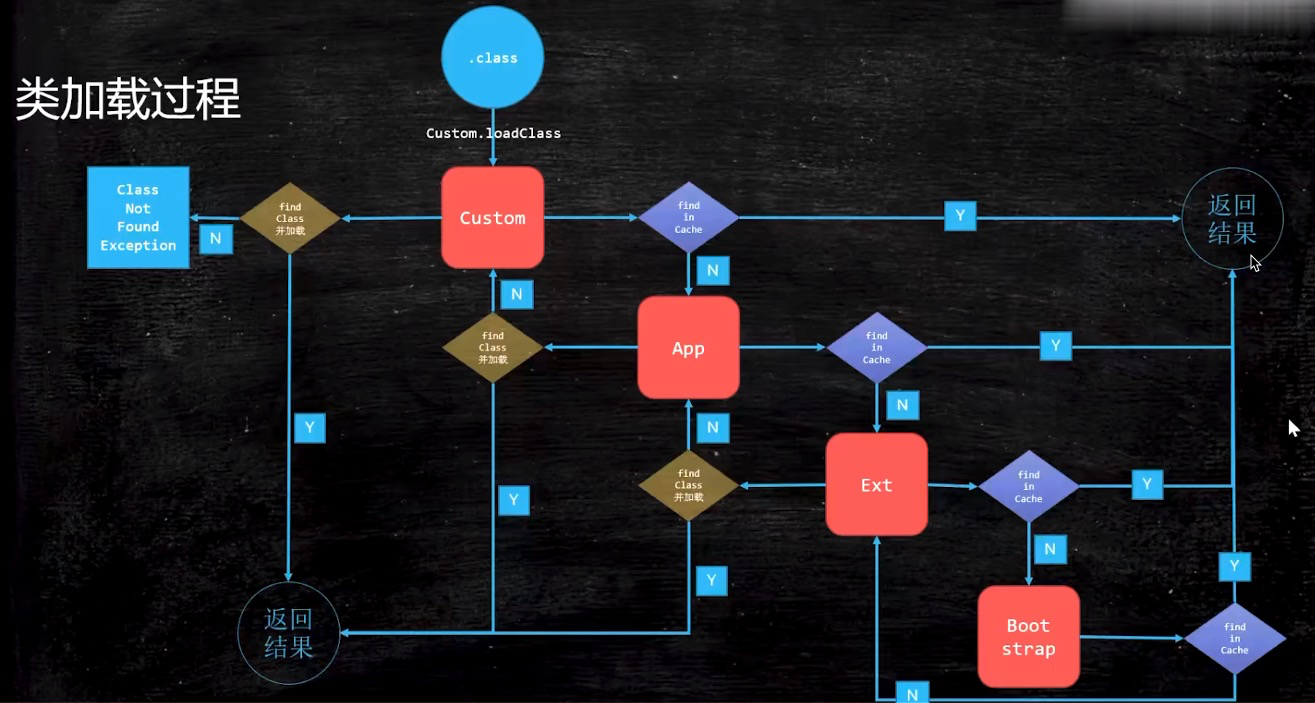 .class
类加载过程
Custom.loadClass
Class
Not
Found
Exception
N
find
Class
并加载
Custom
find
in
Cache
Y
返回
结果
N
N
find
Class
并加载
App
find
in
Cache
Y
N
Y
N
find
Class
并加载
Ext
find
in
Cache
Y
Y
N
Y
Y
返回
结果
Boot
strap
find
in
Cache
N